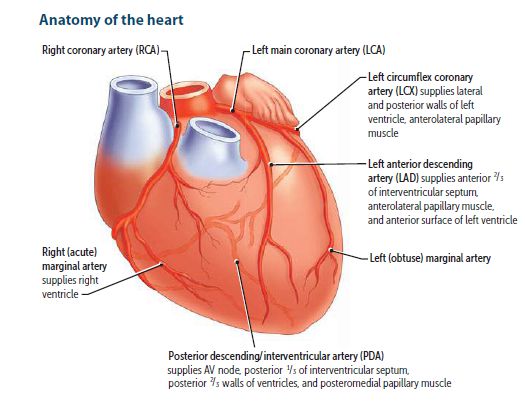 Anatomy of the heart
Right coronary artery (RCA)
Left main coronary artery (LCA)
Left circumflex coronary
artery (LCX) supplies lateral
and posterior walls of left
ventricle, anterolateral papillary
muscle
Left anterior descending
artery (LAD) supplies anterior 2/3
of interventricular septum,
anterolateral papillary muscle,
and anterior surface of left ventricle
Left (obtuse) marginal artery
Right (acute)
marginal artery
supplies right
ventricle
Posterior descending/interventricular artery (PDA)
supplies AV node, posterior 1/3 of interventricular septum,
posterior 2/3 walls of ventricles, and posteromedial papillary muscle